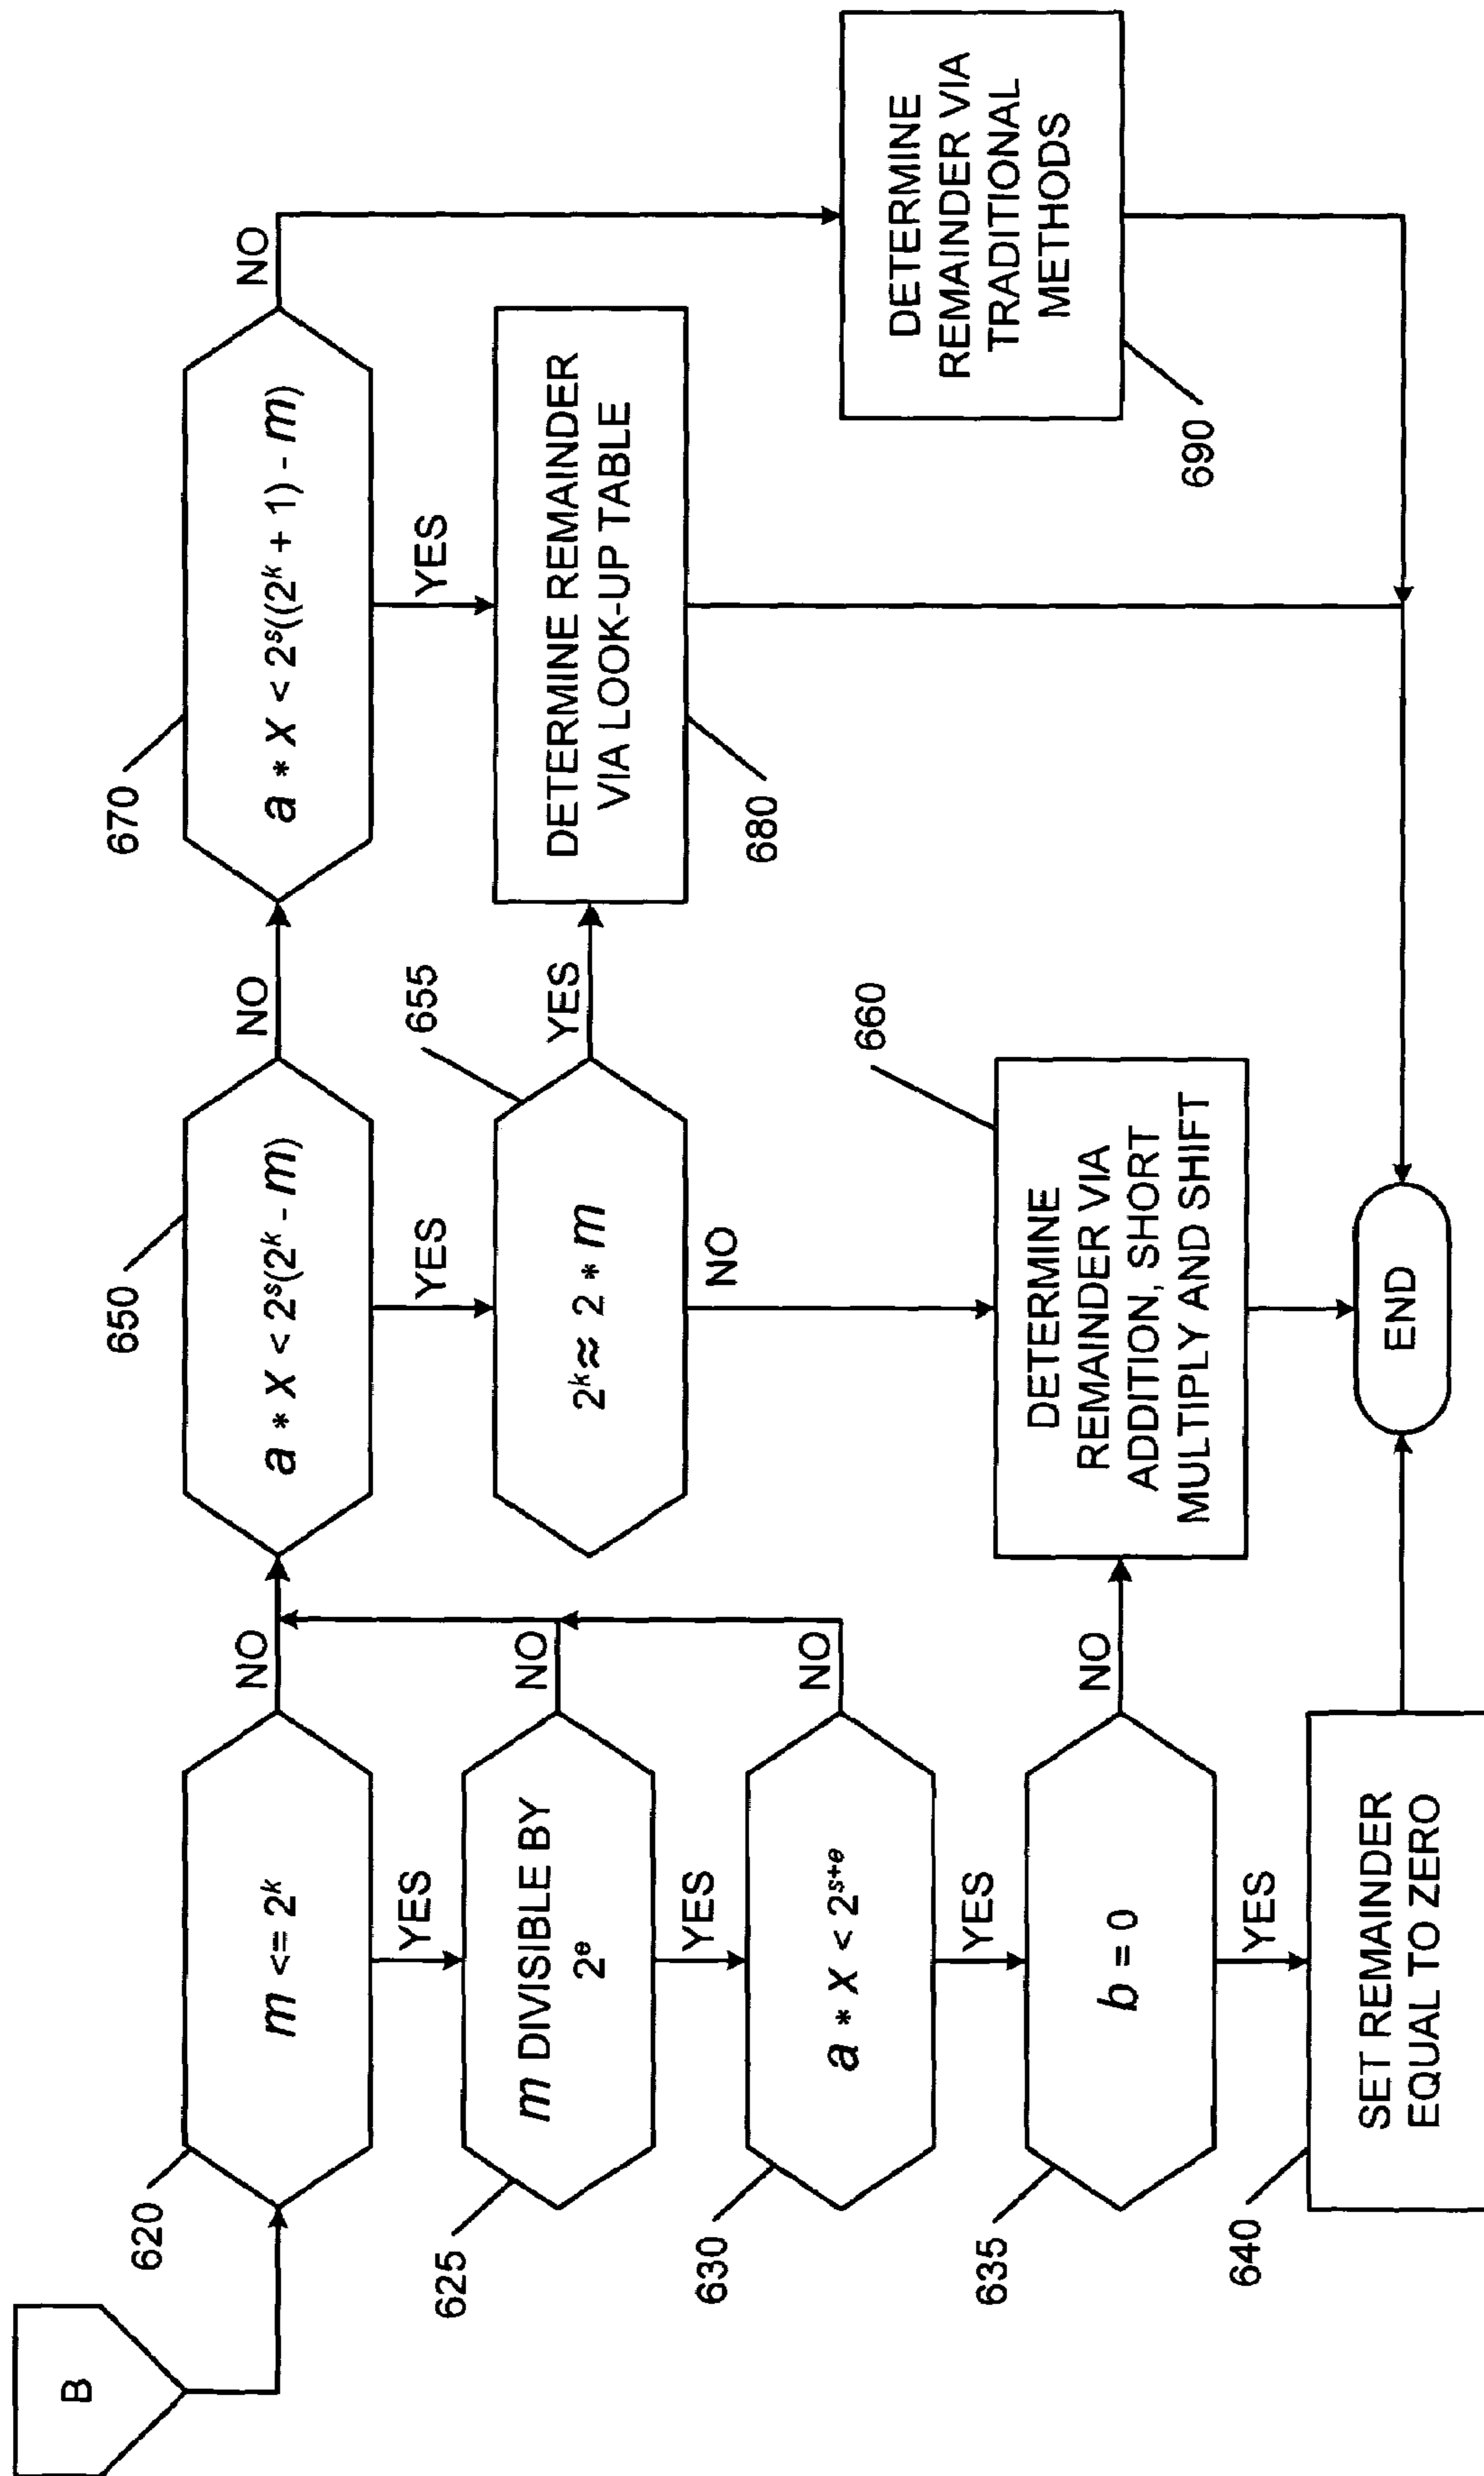 B
620
m <= 2^k
NO
YES
625
m DIVISIBLE BY
2^e
NO
YES
630
a * x < 2^{s+e}
NO
YES
635
b = 0
NO
YES
640
SET REMAINDER
EQUAL TO ZERO
650
a * x < 2^s(2^k - m)
NO
YES
655
2^k ≈ 2 * m
YES
NO
660
DETERMINE
REMAINDER VIA
ADDITION, SHORT
MULTIPLY AND SHIFT
END
670
a * x < 2^s((2^k + 1) - m)
NO
YES
DETERMINE REMAINDER
VIA LOOK-UP TABLE
680
DETERMINE
REMAINDER VIA
TRADITIONAL
METHODS
690